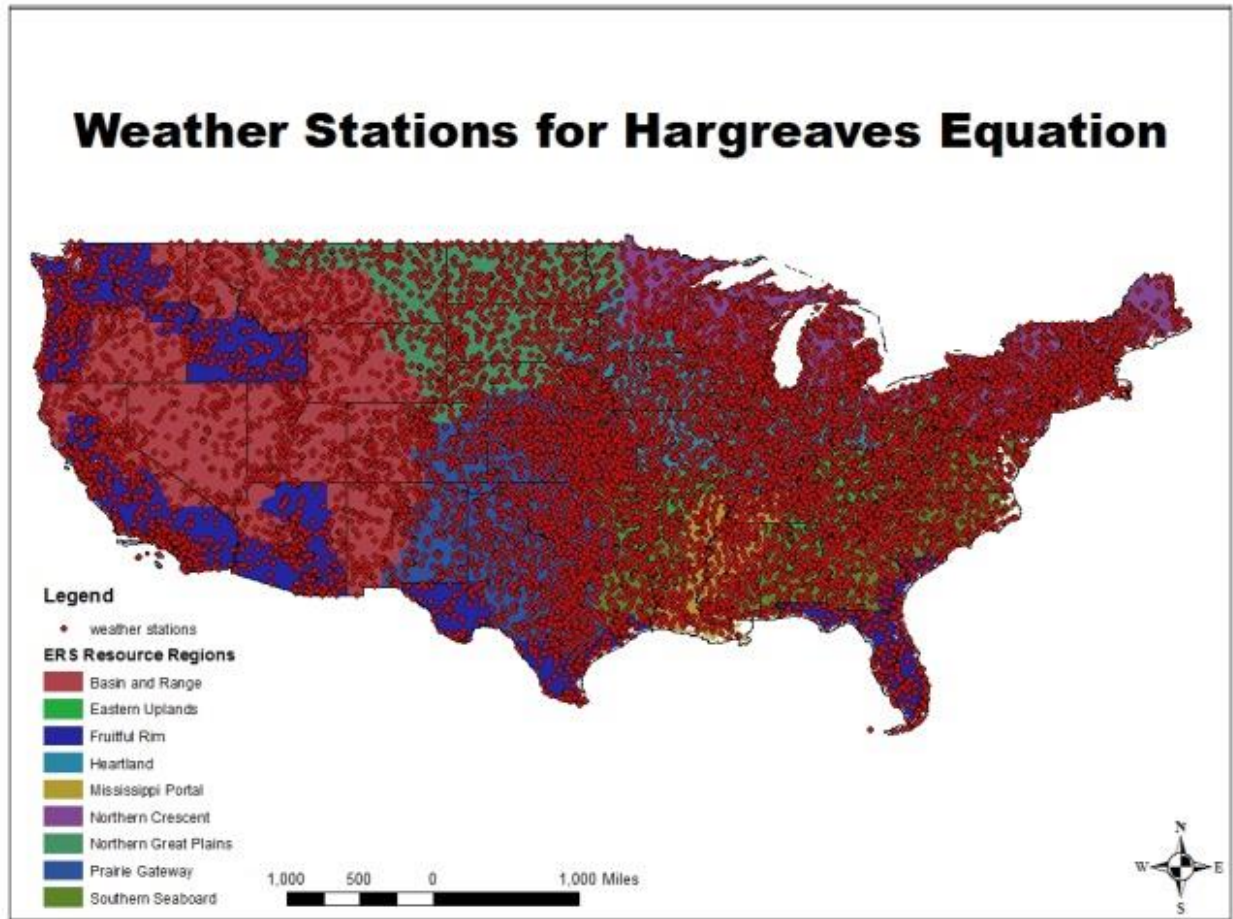 Weather Stations for Hargreaves Equation
Legend
weather stations
ERS Resource Regions
Basin and Range
Eastern Uplands
Fruitful Rim
Heartland
Mississippi Portal
Northern Crescent
Northern Great Plains
Prairie Gateway
Southern Seaboard
1,000 500 0 1,000 Miles
N
W E
S